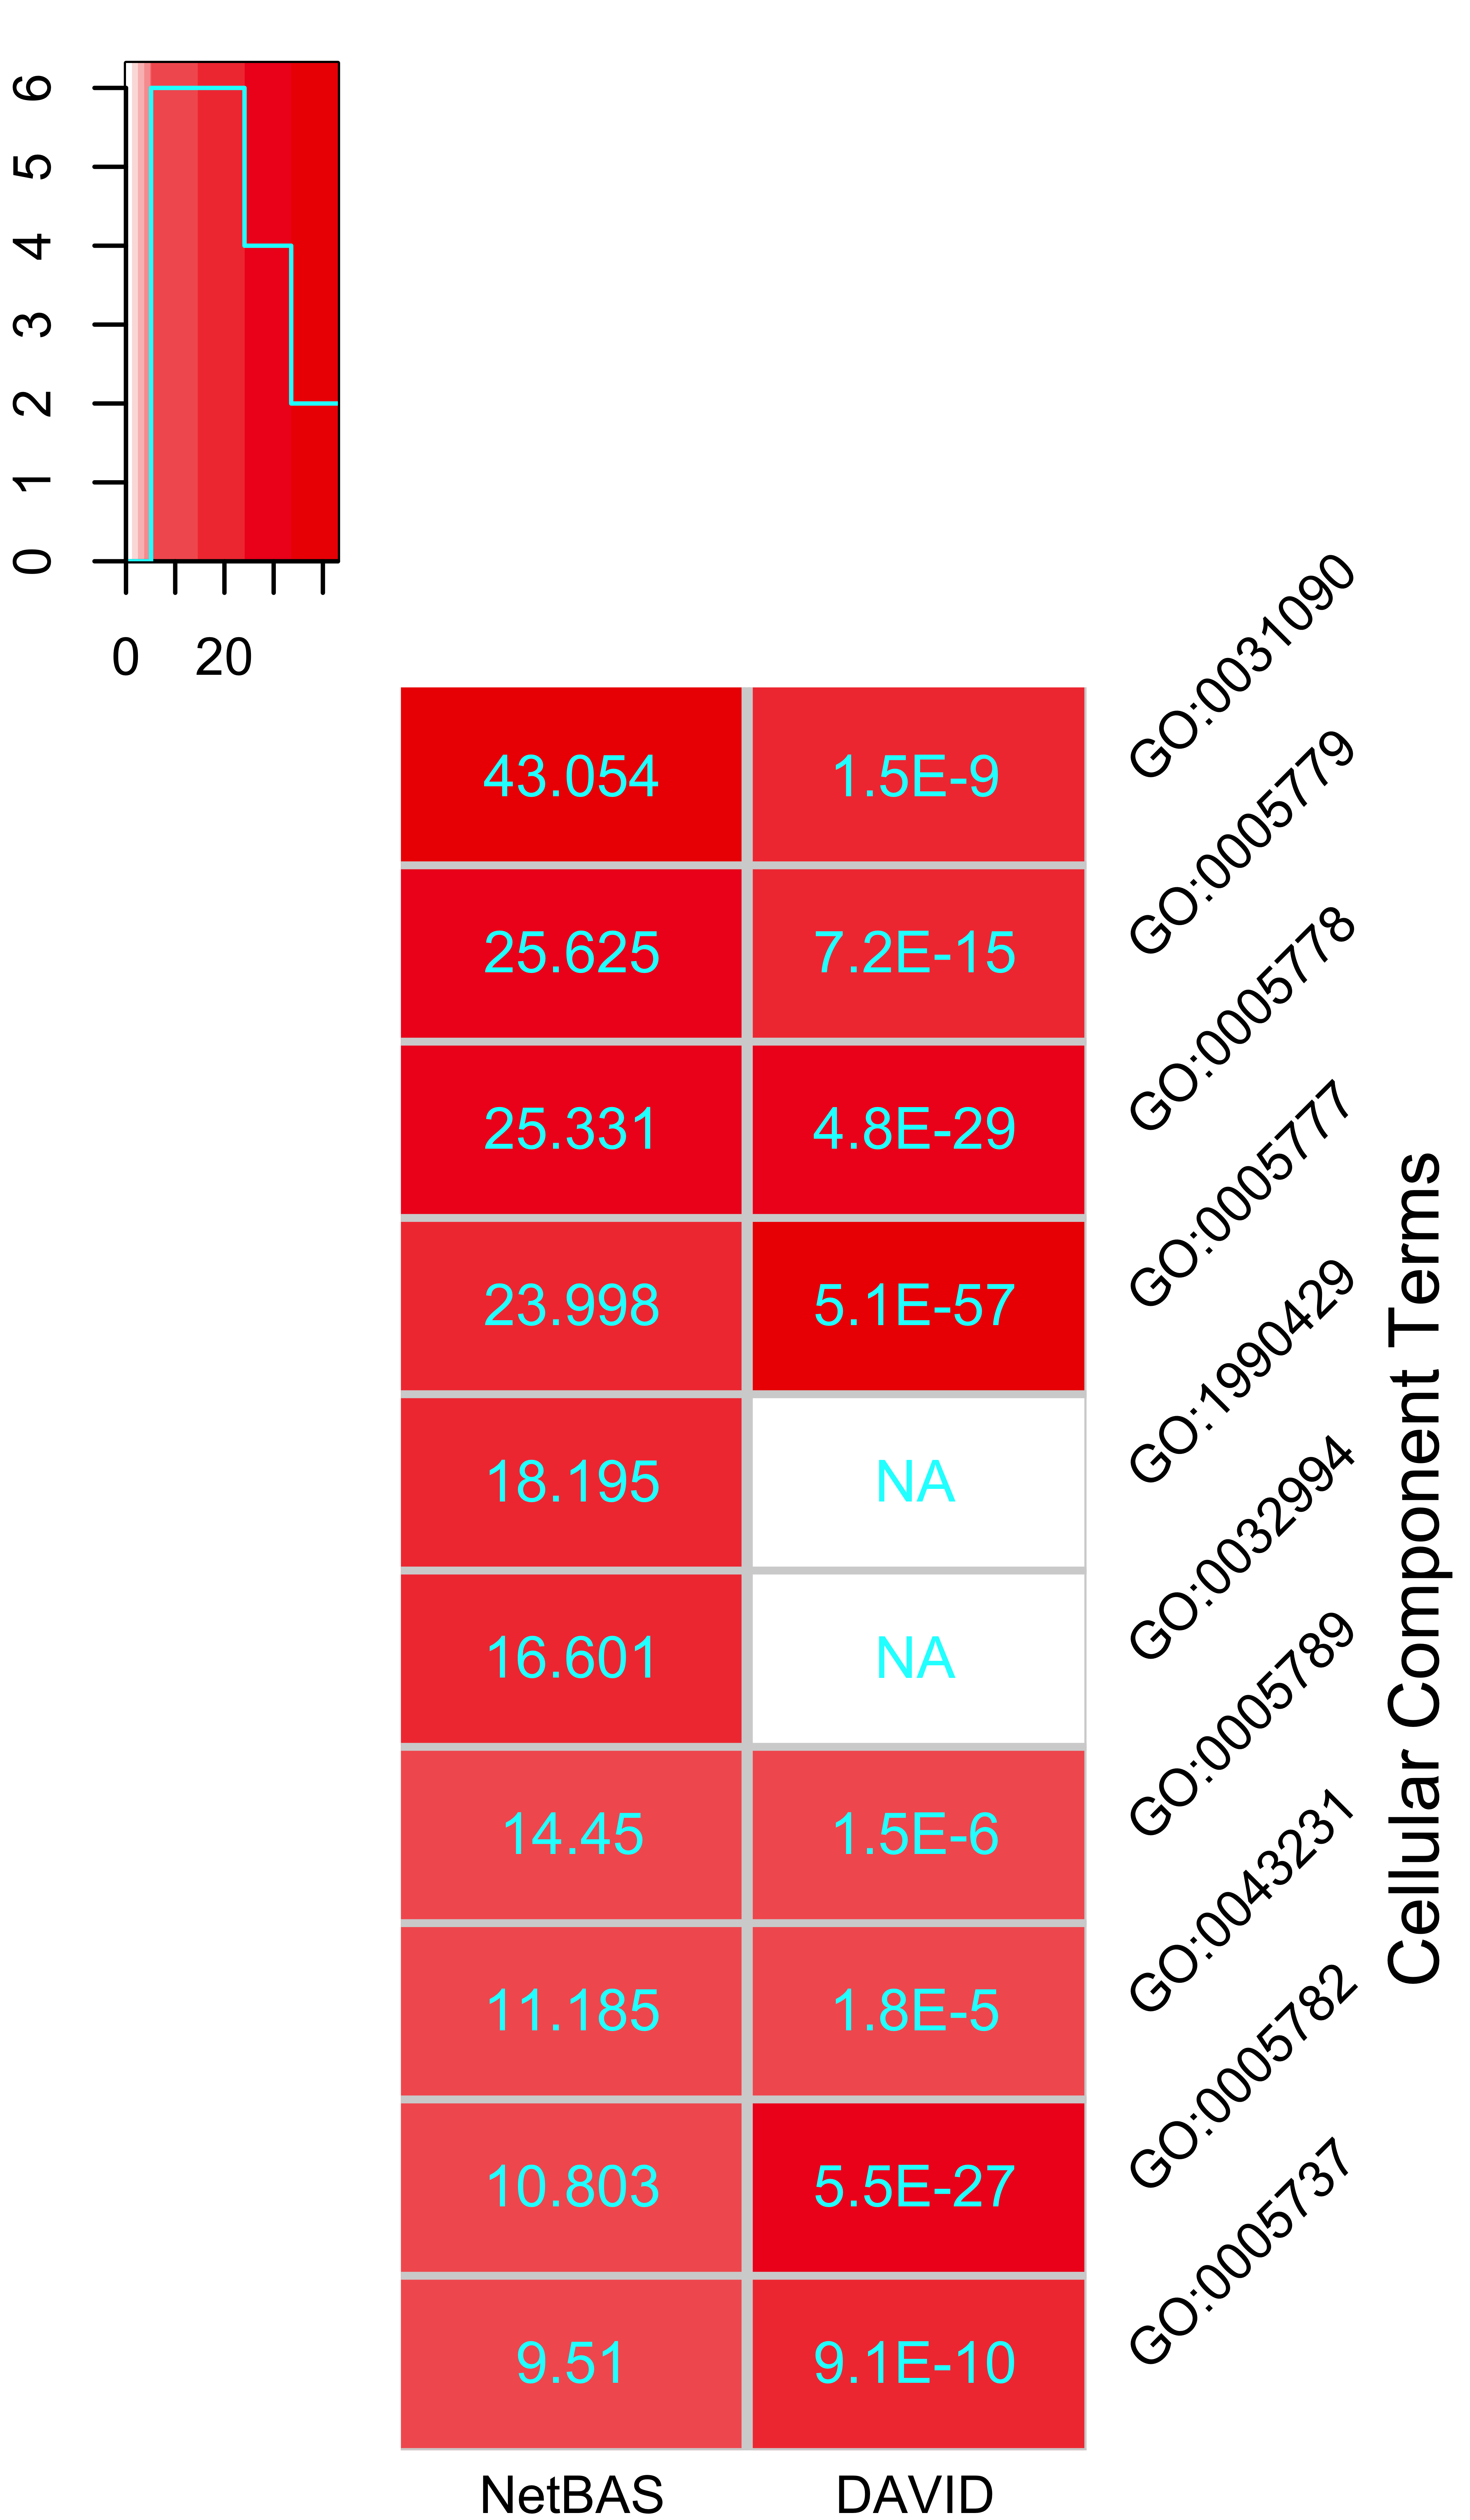 6
5
4
3
2
1
0
0 20
43.054 1.5E-9 GO:0031090
25.625 7.2E-15 GO:0005779
25.331 4.8E-29 GO:0005778
23.998 5.1E-57 GO:0005777
18.195 NA GO:1990429
16.601 NA GO:0032994
14.45 1.5E-6 GO:0005789
11.185 1.8E-5 GO:0043231
10.803 5.5E-27 GO:0005782
9.51 9.1E-10 GO:0005737
NetBAS DAVID
Cellular Component Terms